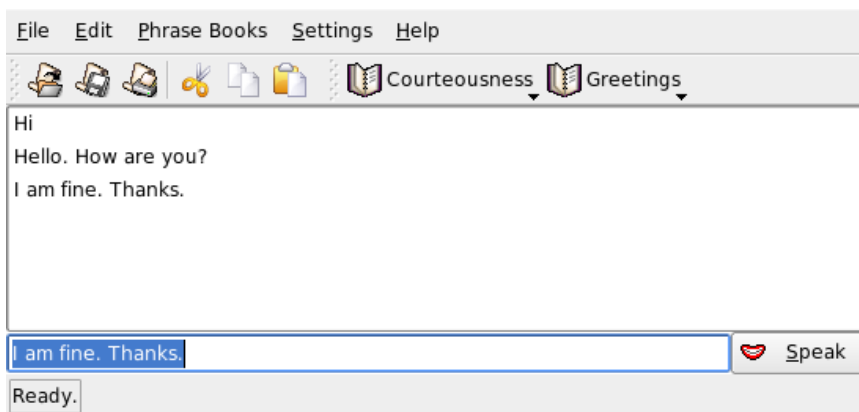 File Edit Phrase Books Settings Help
Courteousness Greetings
Hi
Hello. How are you?
I am fine. Thanks.
I am fine. Thanks. Speak
Ready.